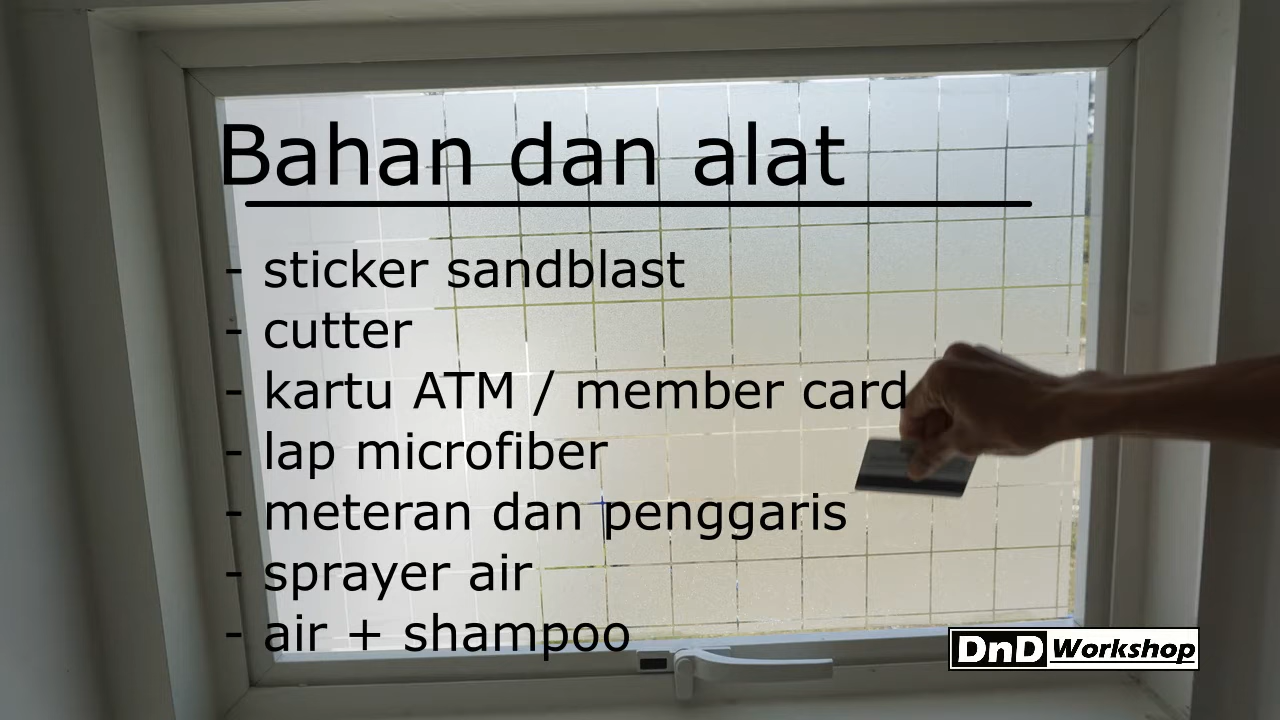 Bahan dan alat
- sticker sandblast
- cutter
- kartu ATM / member card
- lap microfiber
- meteran dan penggaris
- sprayer air
- air + shampoo
DnD Workshop